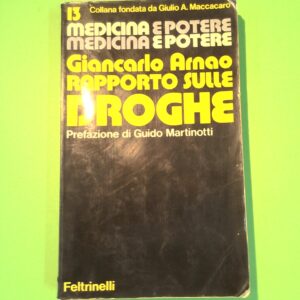 13 Collana fondata da Giulio A. Maccacaro
MEDICINA E POTERE
MEDICINA E POTERE
Giancarlo Arnao
RAPPORTO SULLE
DROGHE
Prefazione di Guido Martinotti
Feltrinelli